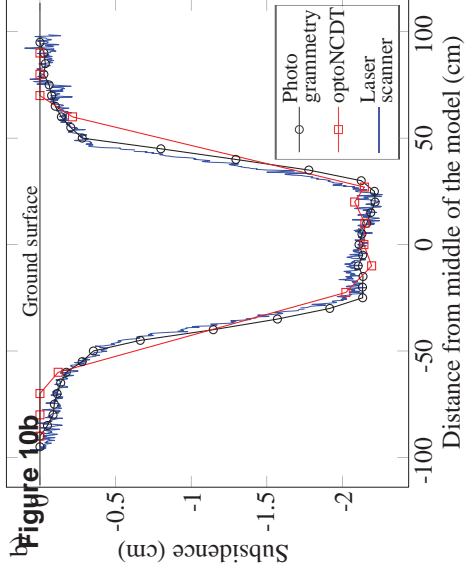 b)
Figure 10b
Ground surface
0
-0.5
-1
-1.5
-2
Subsidence (cm)
-100
-50
0
50
100
Distance from middle of the model (cm)
Photo
grammetry
optoNCDT
Laser
scanner